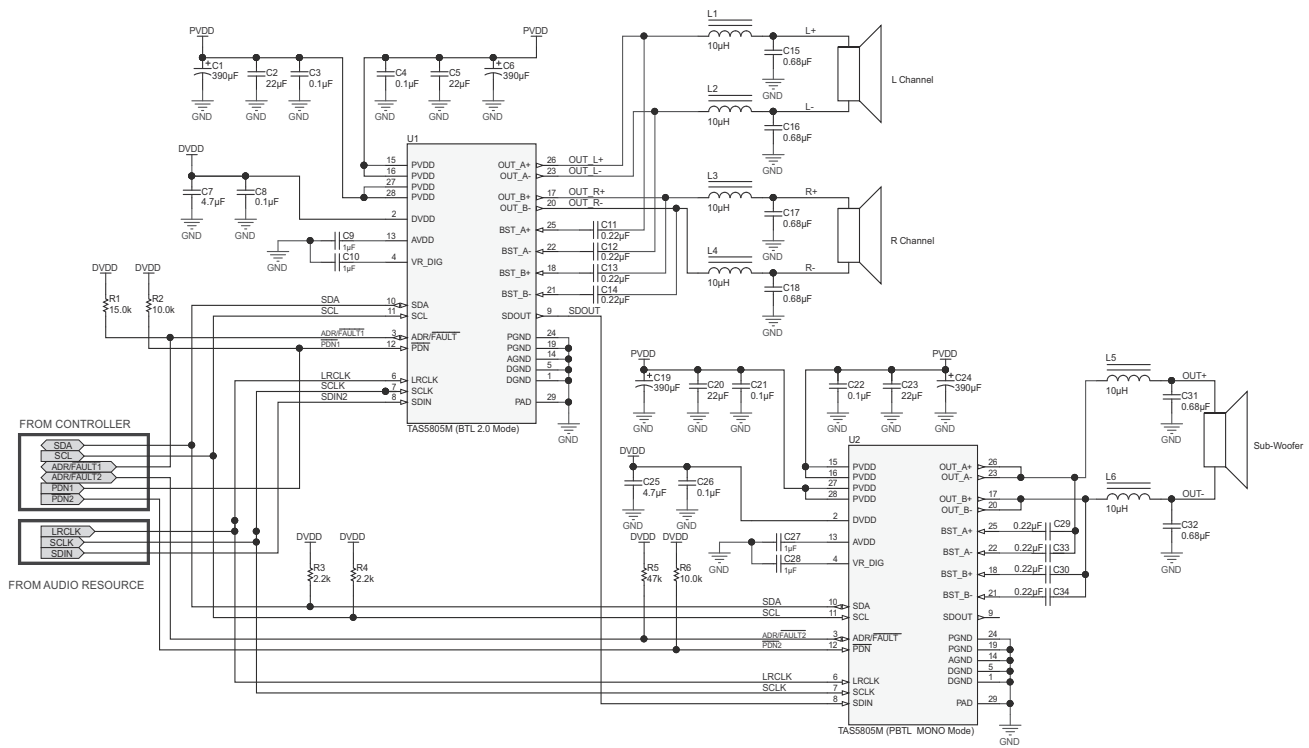 PVDD
C1
390µF
C2
22µF
C3
0.1µF
GND
GND
GND
PVDD
C4
0.1µF
C5
22µF
C6
390µF
PVDD
GND
GND
GND
L1
10µH
L+
C15
0.68µF
GND
L Channel
L2
10µH
L-
C16
0.68µF
GND
L3
10µH
R+
C17
0.68µF
GND
R Channel
L4
10µH
R-
C18
0.68µF
GND
DVDD
C7
4.7µF
C8
0.1µF
GND
GND
C9
1µF
C10
1µF
GND
DVDD
DVDD
R1
15.0k
R2
10.0k
SDA
SCL
ADR/FAULT1
PDN1
LRCLK
SCLK
SDIN2
U1
15 PVDD
16 PVDD
27 PVDD
28 PVDD
2 DVDD
13 AVDD
4 VR_DIG
10 SDA
11 SCL
3 ADR/FAULT
12 PDN
6 LRCLK
7 SCLK
8 SDIN
OUT_A+ 26 OUT_L+
OUT_A- 23 OUT_L-
OUT_B+ 17 OUT_R+
OUT_B- 20 OUT_R-
BST_A+ 25
BST_A- 22
BST_B+ 18
BST_B- 21
SDOUT 9 SDOUT
PGND 24
PGND 19
AGND 14
DGND 5
DGND 1
PAD 29
GND
C11
0.22µF
C12
0.22µF
C13
0.22µF
C14
0.22µF
TAS5805M (BTL 2.0 Mode)
FROM CONTROLLER
SDA
SCL
ADR/FAULT1
ADR/FAULT2
PDN1
PDN2
LRCLK
SCLK
SDIN
FROM AUDIO RESOURCE
DVDD
DVDD
R3
2.2k
R4
2.2k
PVDD
C19
390µF
C20
22µF
C21
0.1µF
GND
GND
GND
PVDD
C22
0.1µF
C23
22µF
C24
390µF
PVDD
GND
GND
GND
DVDD
C25
4.7µF
C26
0.1µF
GND
GND
C27
1µF
C28
1µF
GND
DVDD
DVDD
R5
47k
R6
10.0k
SDA
SCL
ADR/FAULT2
PDN2
LRCLK
SCLK
U2
15 PVDD
16 PVDD
27 PVDD
28 PVDD
2 DVDD
13 AVDD
4 VR_DIG
10 SDA
11 SCL
3 ADR/FAULT
12 PDN
6 LRCLK
7 SCLK
8 SDIN
OUT_A+ 26
OUT_A- 23
OUT_B+ 17
OUT_B- 20
BST_A+ 25
BST_A- 22
BST_B+ 18
BST_B- 21
SDOUT 9
PGND 24
PGND 19
AGND 14
DGND 5
DGND 1
PAD 29
GND
0.22µF C29
0.22µF C33
0.22µF C30
0.22µF C34
TAS5805M (PBTL MONO Mode)
L5
10µH
OUT+
C31
0.68µF
GND
Sub-Woofer
L6
10µH
OUT-
C32
0.68µF
GND